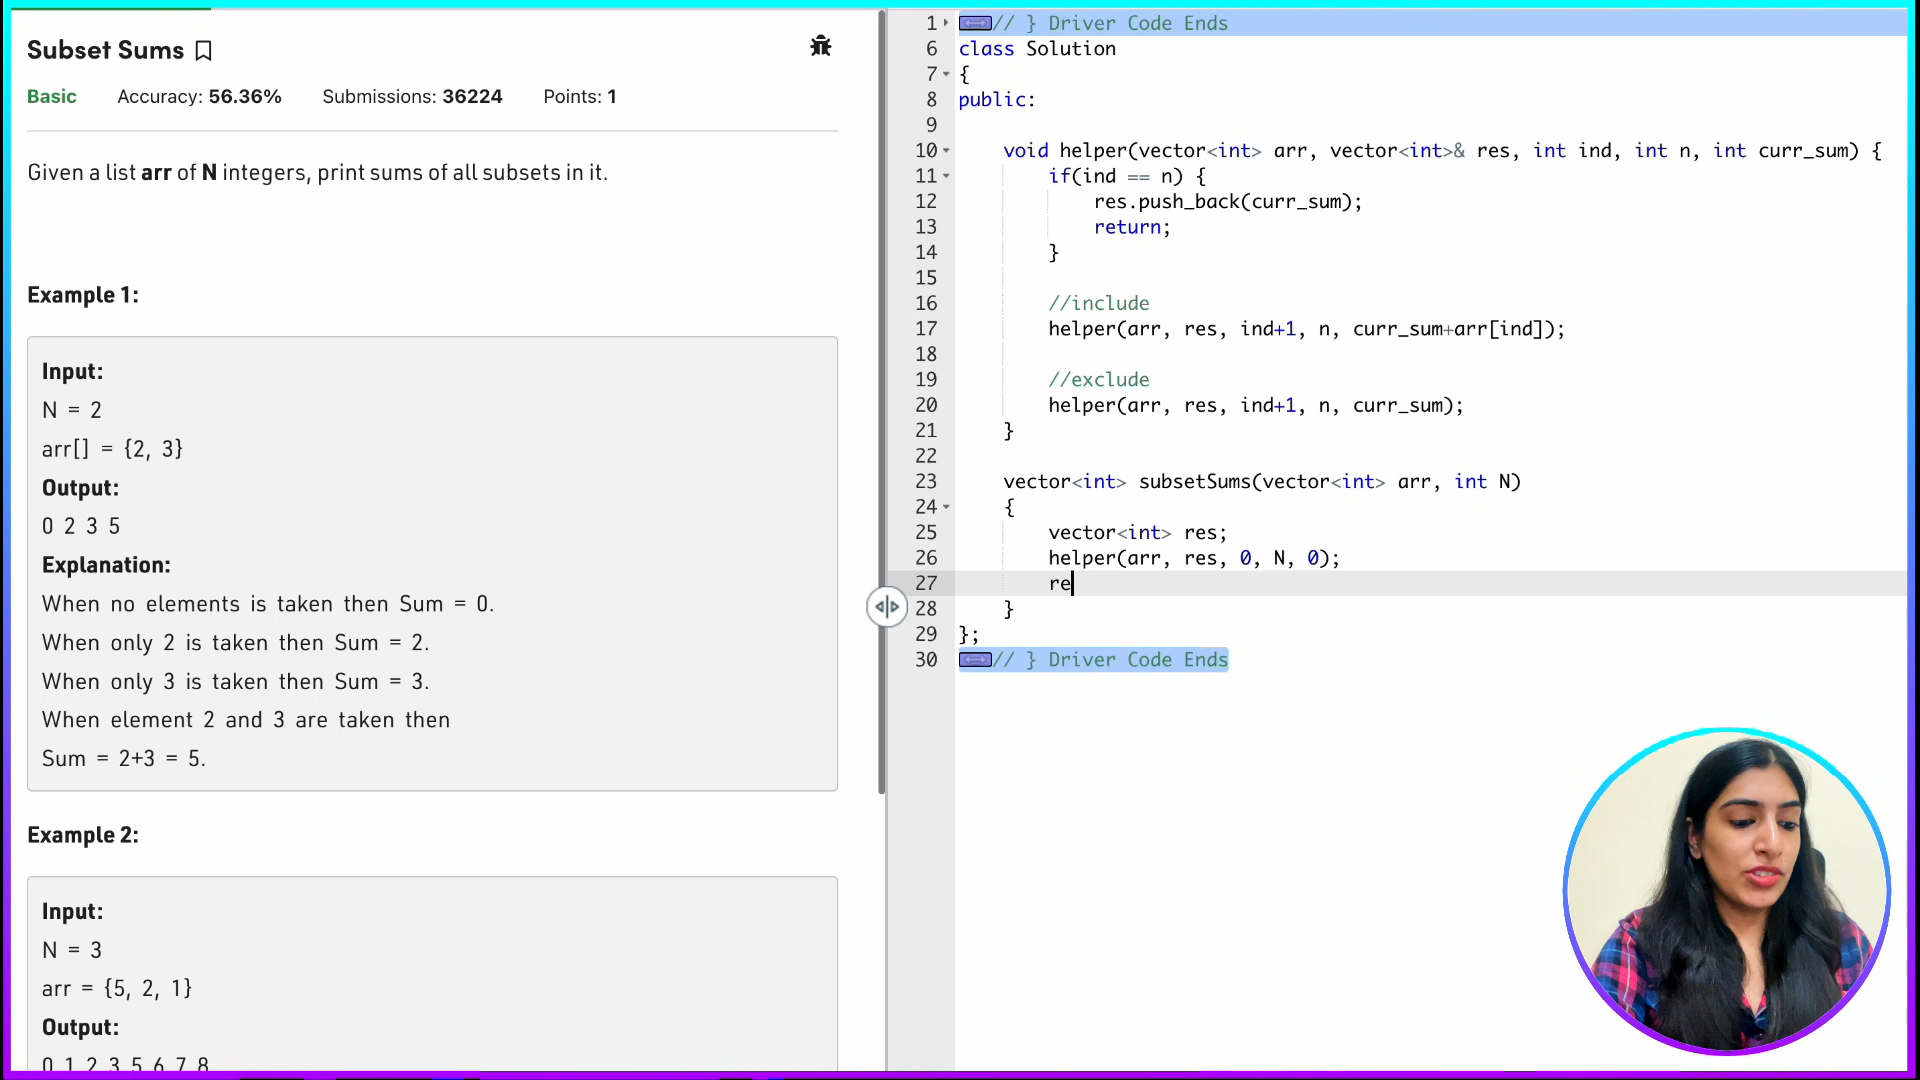 Subset Sums
Basic Accuracy: 56.36% Submissions: 36224 Points: 1
Given a list arr of N integers, print sums of all subsets in it.
Example 1:
Input:
N = 2
arr[] = {2, 3}
Output:
0 2 3 5
Explanation:
When no elements is taken then Sum = 0.
When only 2 is taken then Sum = 2.
When only 3 is taken then Sum = 3.
When element 2 and 3 are taken then
Sum = 2+3 = 5.
Example 2:
Input:
N = 3
arr = {5, 2, 1}
Output:
0 1 2 3 5 6 7 8
1 // } Driver Code Ends
6 class Solution
7 {
8 public:
9
10 void helper(vector<int> arr, vector<int>& res, int ind, int n, int curr_sum) {
11 if(ind == n) {
12 res.push_back(curr_sum);
13 return;
14 }
15
16 //include
17 helper(arr, res, ind+1, n, curr_sum+arr[ind]);
18
19 //exclude
20 helper(arr, res, ind+1, n, curr_sum);
21 }
22
23 vector<int> subsetSums(vector<int> arr, int N)
24 {
25 vector<int> res;
26 helper(arr, res, 0, N, 0);
27 re
28 }
29 };
30 // } Driver Code Ends